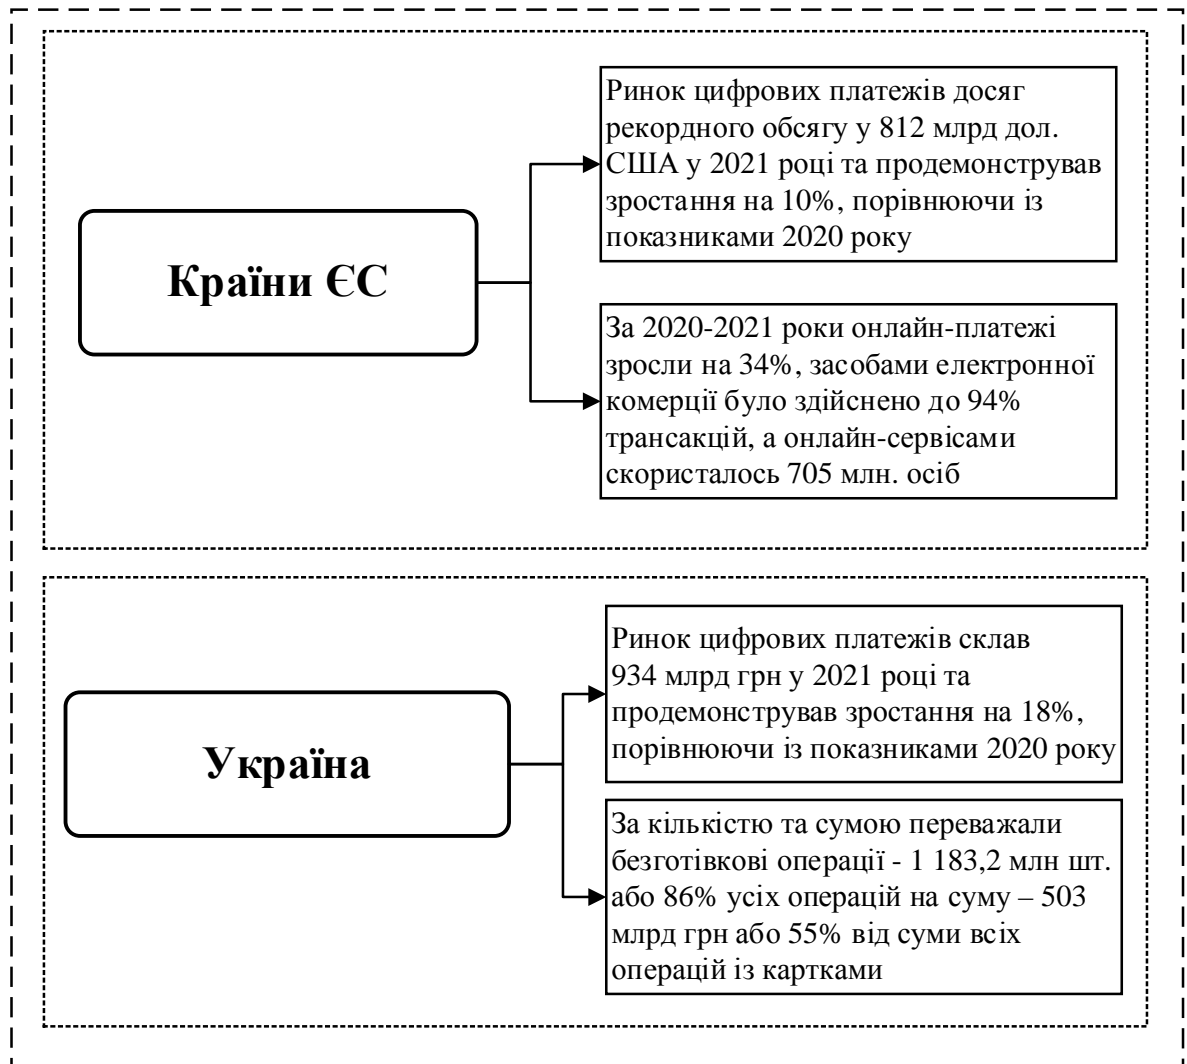 Країни ЄС
Ринок цифрових платежів досяг
рекордного обсягу у 812 млрд дол.
США у 2021 році та продемонстрував
зростання на 10%, порівнюючи із
показниками 2020 року
За 2020-2021 роки онлайн-платежі
зросли на 34%, засобами електронної
комерції було здійснено до 94%
трансакцій, а онлайн-сервісами
скористалось 705 млн. осіб
Україна
Ринок цифрових платежів склав
934 млрд грн у 2021 році та
продемонстрував зростання на 18%,
порівнюючи із показниками 2020 року
За кількістю та сумою переважали
безготівкові операції - 1 183,2 млн шт.
або 86% усіх операцій на суму – 503
млрд грн або 55% від суми всіх
операцій із картками